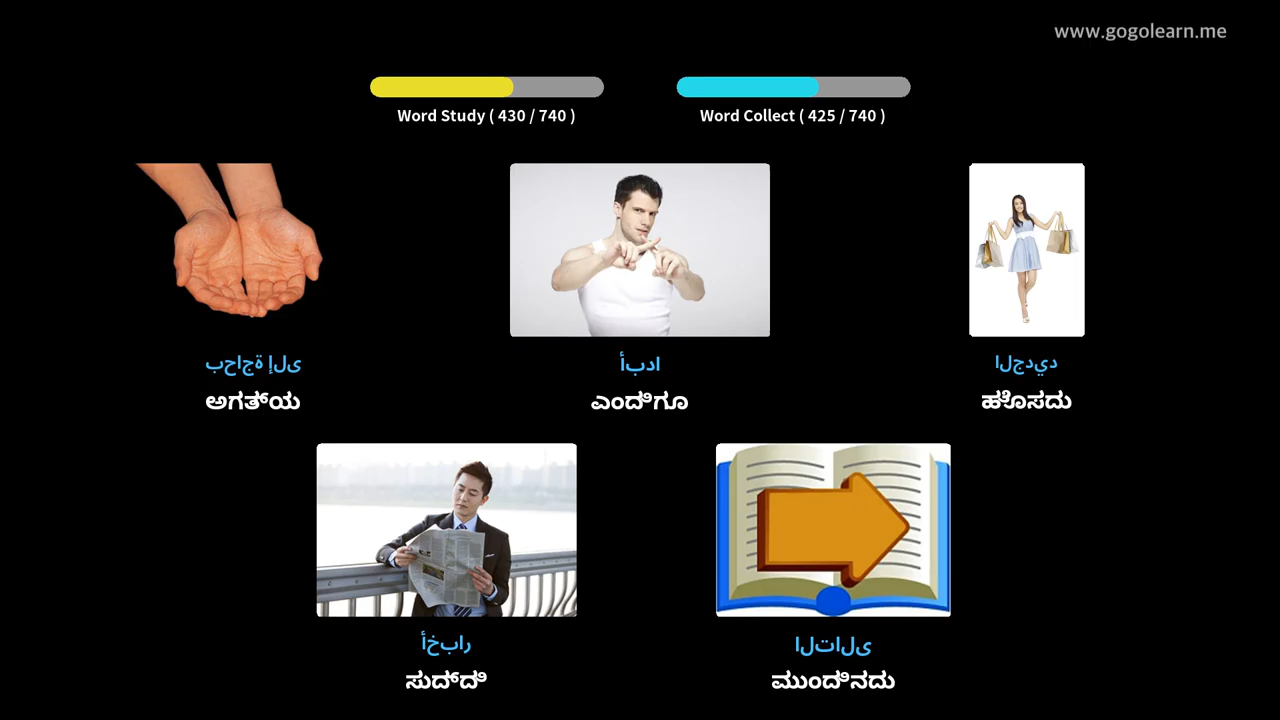 www.gogolearn.me
Word Study ( 430 / 740 )
Word Collect ( 425 / 740 )
بحاجة إلى
ಅಗತ್ಯ
أبدا
ಎಂದಿಗೂ
الجديد
ಹೊಸದು
أخبار
ಸುದ್ದಿ
التالى
ಮುಂದಿನದು